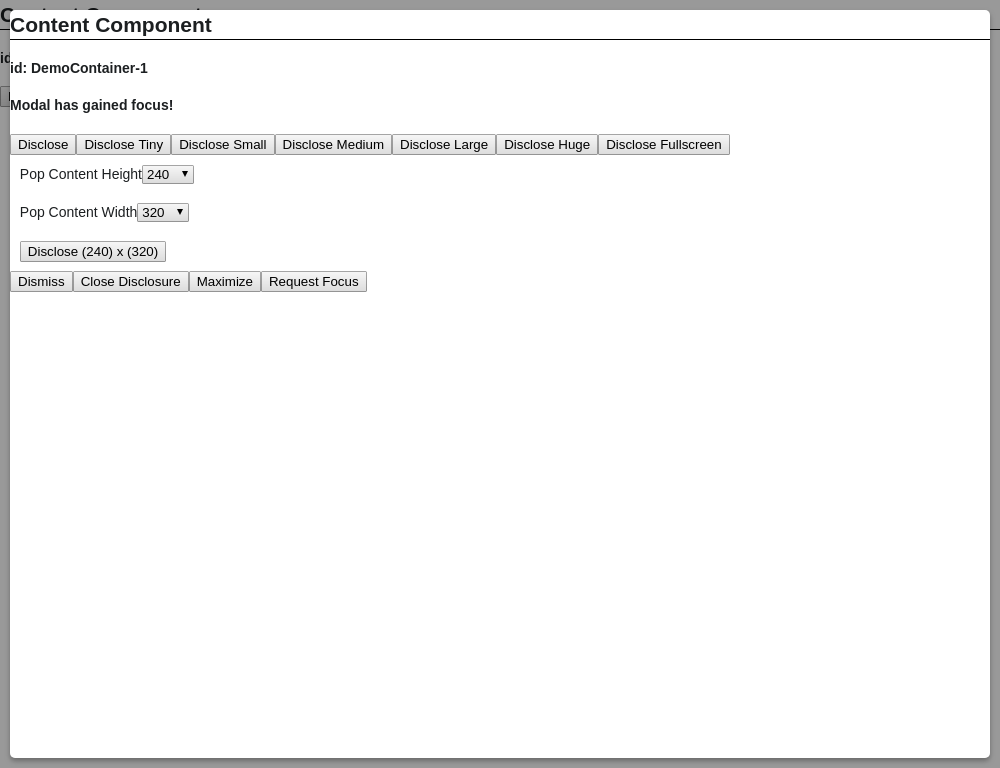 Content Component
id: DemoContainer-1
Modal has gained focus!
Disclose Disclose Tiny Disclose Small Disclose Medium Disclose Large Disclose Huge Disclose Fullscreen
Pop Content Height 240
Pop Content Width 320
Disclose (240) x (320)
Dismiss Close Disclosure Maximize Request Focus